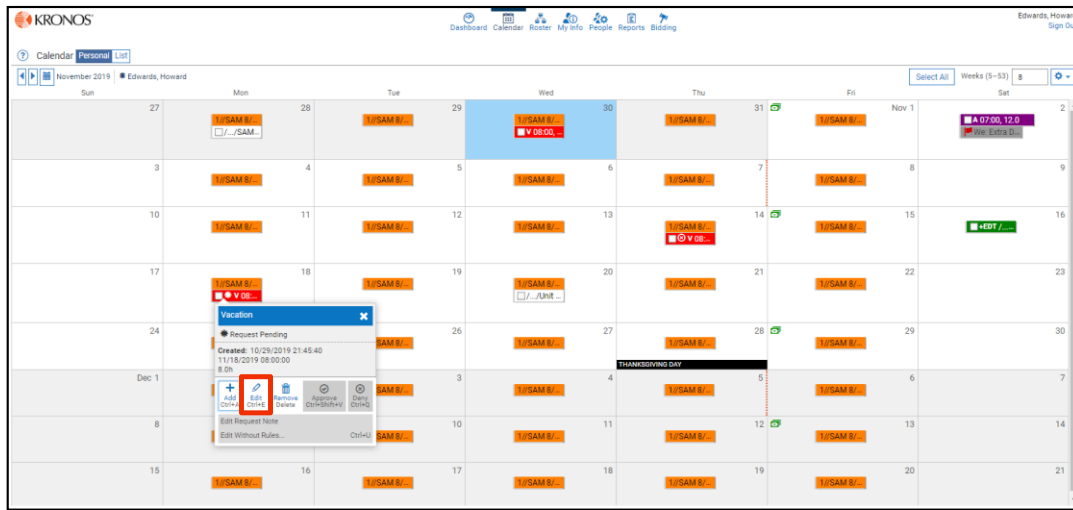 KRONOS
Dashboard Calendar Roster My Info People Reports Bidding
Edwards, Howar
Sign Ou
? Calendar Personal List
November 2019 Edwards, Howard
Select All Weeks (5–53) 8
Sun Mon Tue Wed Thu Fri Sat
27 28 29 30 31 Nov 1 2
1//SAM 8/... 1//SAM 8/... 1//SAM 8/... 1//SAM 8/... 1//SAM 8/... A 07:00, 12.0
/.../SAM... V 08:00, ... We: Extra D...
3 4 5 6 7 8 9
1//SAM 8/... 1//SAM 8/... 1//SAM 8/... 1//SAM 8/... 1//SAM 8/...
10 11 12 13 14 15 16
1//SAM 8/... 1//SAM 8/... 1//SAM 8/... 1//SAM 8/... 1//SAM 8/... +EDT /......
V 08:...
17 18 19 20 21 22 23
1//SAM 8/... 1//SAM 8/... 1//SAM 8/... 1//SAM 8/... 1//SAM 8/...
V 08:... /.../Unit ...
Vacation
Request Pending
Created: 10/29/2019 21:45:40
11/18/2019 08:00:00
8.0h
Add Edit Remove Approve Deny
Ctrl+A Ctrl+E Delete Ctrl+Shift+V Ctrl+D
Edit Request Note
Edit Without Rules... Ctrl+U
24 26 27 28 29 30
SAM 8/... 1//SAM 8/... 1//SAM 8/... 1//SAM 8/...
THANKSGIVING DAY
Dec 1 3 4 5 6 7
SAM 8/... 1//SAM 8/... 1//SAM 8/... 1//SAM 8/...
8 10 11 12 13 14
SAM 8/... 1//SAM 8/... 1//SAM 8/... 1//SAM 8/...
15 16 17 18 19 20 21
1//SAM 8/... 1//SAM 8/... 1//SAM 8/... 1//SAM 8/... 1//SAM 8/...